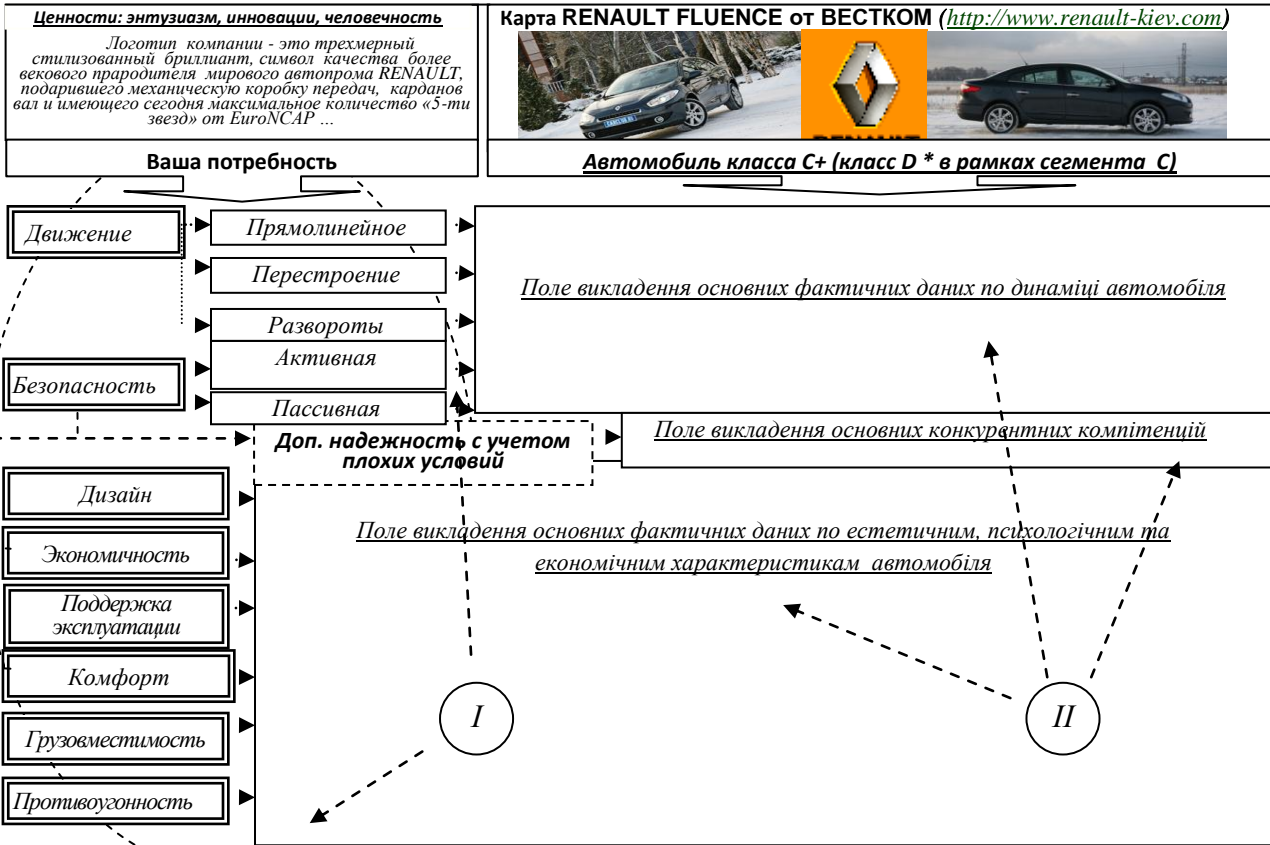 Ценности: энтузиазм, инновации, человечность
Логотип компании - это трехмерный
стилизованный бриллиант, символ качества более
векового прародителя мирового автопрома RENAULT,
подарившего механическую коробку передач, карданов
вал и имеющего сегодня максимальное количество «5-ти
звезд» от EuroNCAP ...
Карта RENAULT FLUENCE от ВЕСТКОМ (http://www.renault-kiev.com)
Ваша потребность
Автомобиль класса С+ (класс D * в рамках сегмента С)
Движение
Прямолинейное
Перестроение
Развороты
Поле викладення основних фактичних даних по динаміці автомобіля
Безопасность
Активная
Пассивная
Доп. надежность с учетом
плохих условий
Поле викладення основних конкурентних компітенцій
Дизайн
Экономичность
Поддержка
эксплуатации
Комфорт
Грузовместимость
Противоугонность
Поле викладення основних фактичних даних по естетичним, психологічним та
економічним характеристикам автомобіля
I
II